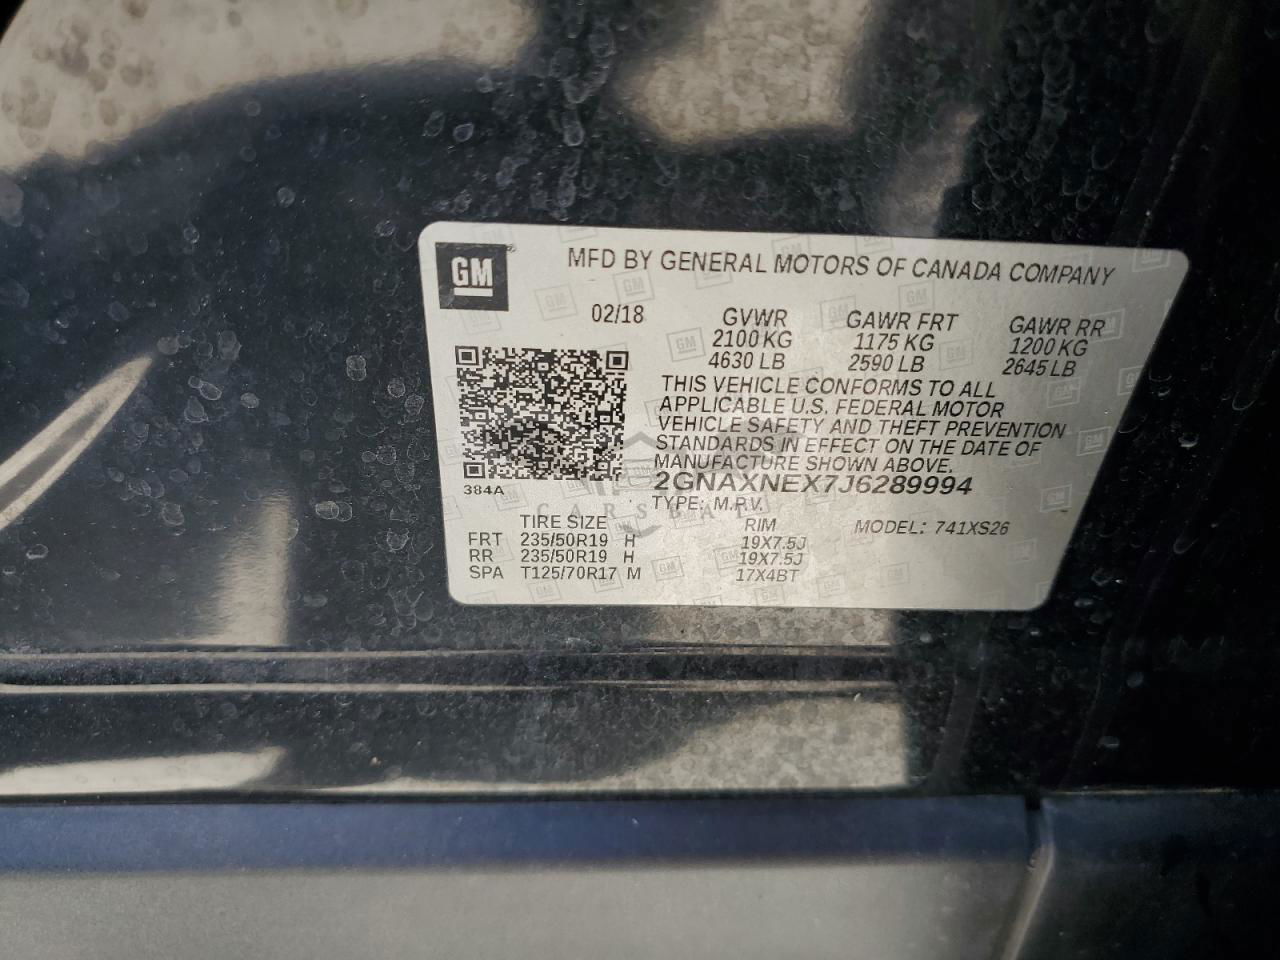 GM
MFD BY GENERAL MOTORS OF CANADA COMPANY
02/18 GVWR GAWR FRT GAWR RR
2100 KG 1175 KG 1200 KG
4630 LB 2590 LB 2645 LB
THIS VEHICLE CONFORMS TO ALL
APPLICABLE U.S. FEDERAL MOTOR
VEHICLE SAFETY AND THEFT PREVENTION
STANDARDS IN EFFECT ON THE DATE OF
MANUFACTURE SHOWN ABOVE.
2GNAXNEX7J6289994
384A TYPE: M.P.V.
TIRE SIZE RIM MODEL: 741XS26
FRT 235/50R19 H 19X7.5J
RR 235/50R19 H 19X7.5J
SPA T125/70R17 M 17X4BT